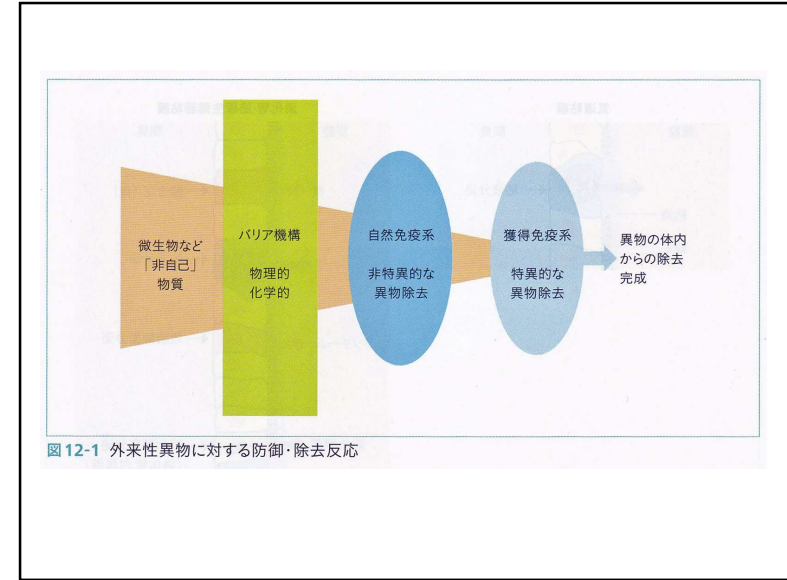 微生物など
「非自己」
物質
バリア機構
物理的
化学的
自然免疫系
非特異的な
異物除去
獲得免疫系
特異的な
異物除去
異物の体内
からの除去
完成
図12-1 外来性異物に対する防御・除去反応